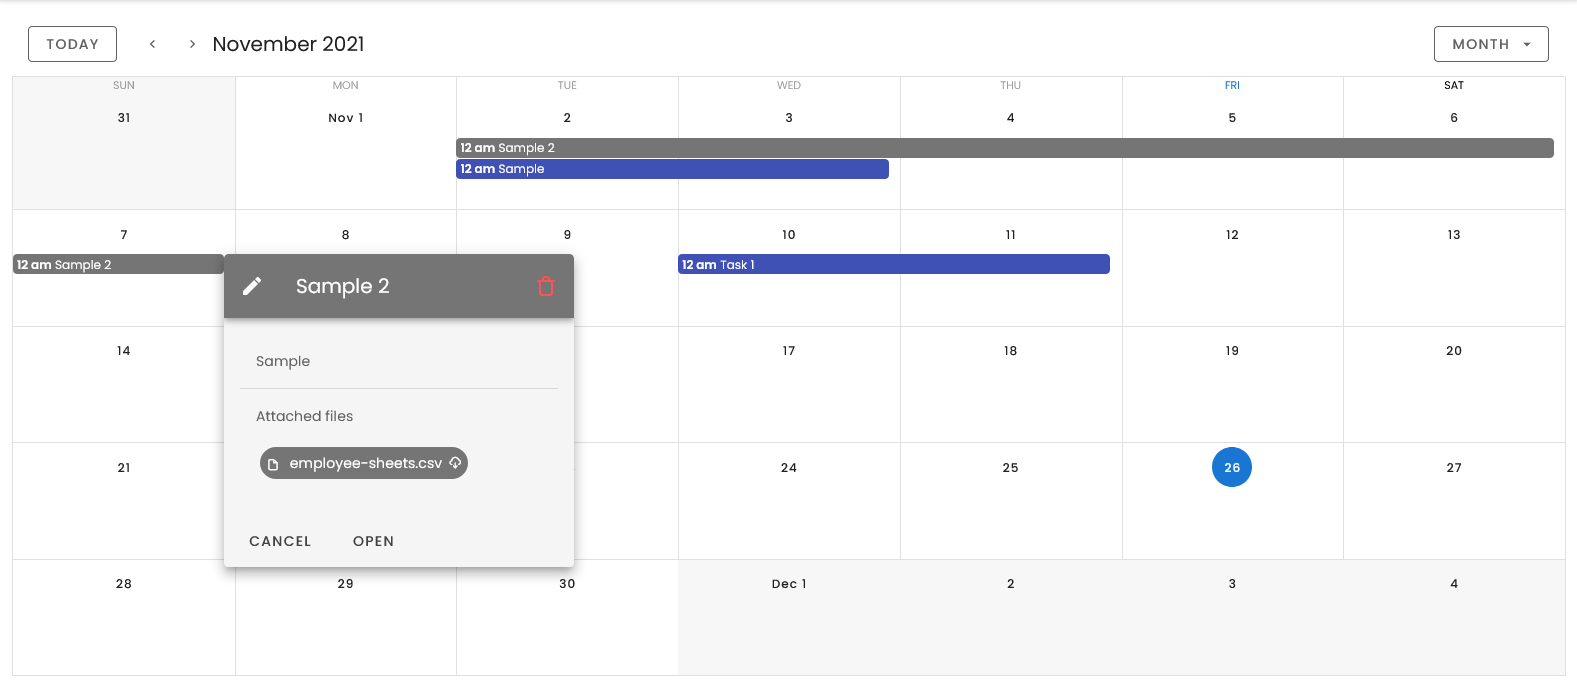 TODAY < > November 2021 MONTH
SUN MON TUE WED THU FRI SAT
31 Nov 1 2 3 4 5 6
12 am Sample 2
12 am Sample
7 8 9 10 11 12 13
12 am Sample 2
12 am Task 1
Sample 2
14 17 18 19 20
Sample
Attached files
employee-sheets.csv
21 24 25 26 27
CANCEL OPEN
28 29 30 Dec 1 2 3 4